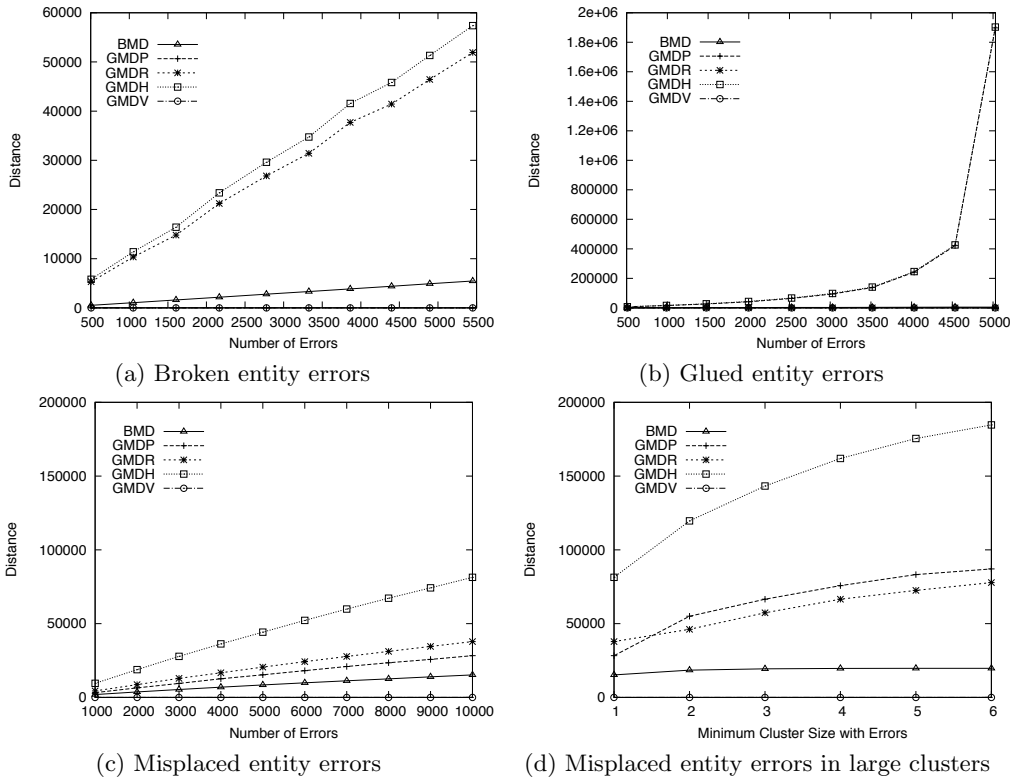 60000
50000
40000
30000
20000
10000
0
Distance
BMD
GMDP
GMDR
GMDH
GMDV
500 1000 1500 2000 2500 3000 3500 4000 4500 5000 5500
Number of Errors
(a) Broken entity errors
2e+06
1.8e+06
1.6e+06
1.4e+06
1.2e+06
1e+06
800000
600000
400000
200000
0
Distance
BMD
GMDP
GMDR
GMDH
GMDV
500 1000 1500 2000 2500 3000 3500 4000 4500 5000
Number of Errors
(b) Glued entity errors
200000
150000
100000
50000
0
Distance
BMD
GMDP
GMDR
GMDH
GMDV
1000 2000 3000 4000 5000 6000 7000 8000 9000 10000
Number of Errors
(c) Misplaced entity errors
200000
150000
100000
50000
0
Distance
BMD
GMDP
GMDR
GMDH
GMDV
1 2 3 4 5 6
Minimum Cluster Size with Errors
(d) Misplaced entity errors in large clusters